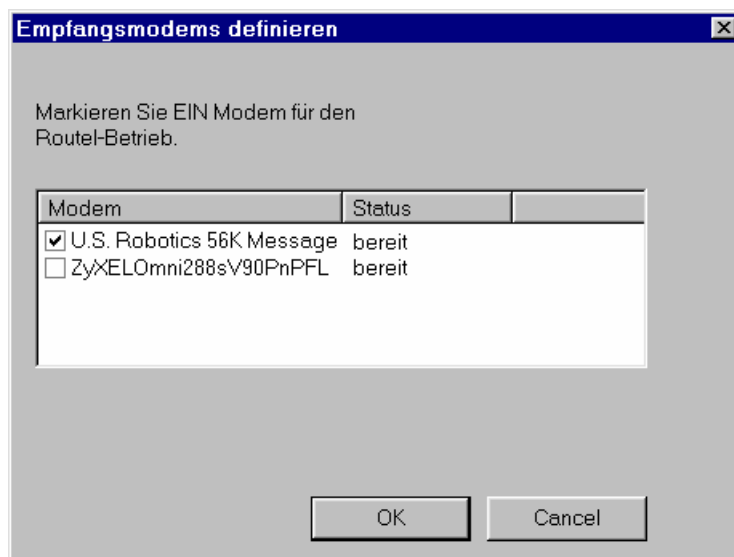 Empfangsmodems definieren
Markieren Sie EIN Modem für den
Routel-Betrieb.
Modem Status
U.S. Robotics 56K Message bereit
ZyXELOmni288sV90PnPFL bereit
OK Cancel